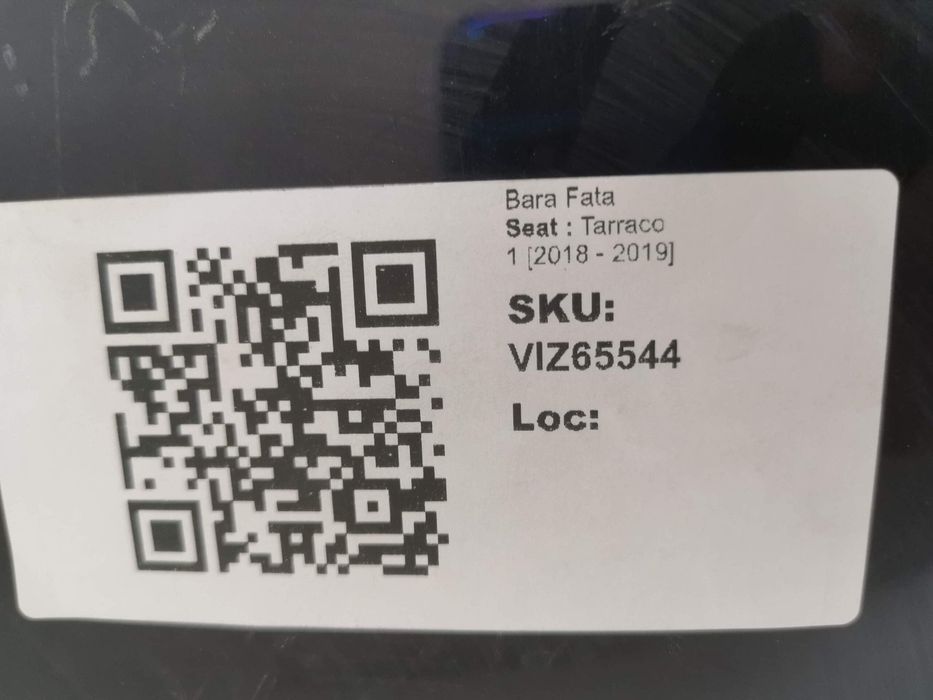 Bara Fata
Seat : Tarraco
1 [2018 - 2019]
SKU:
VIZ65544
Loc: